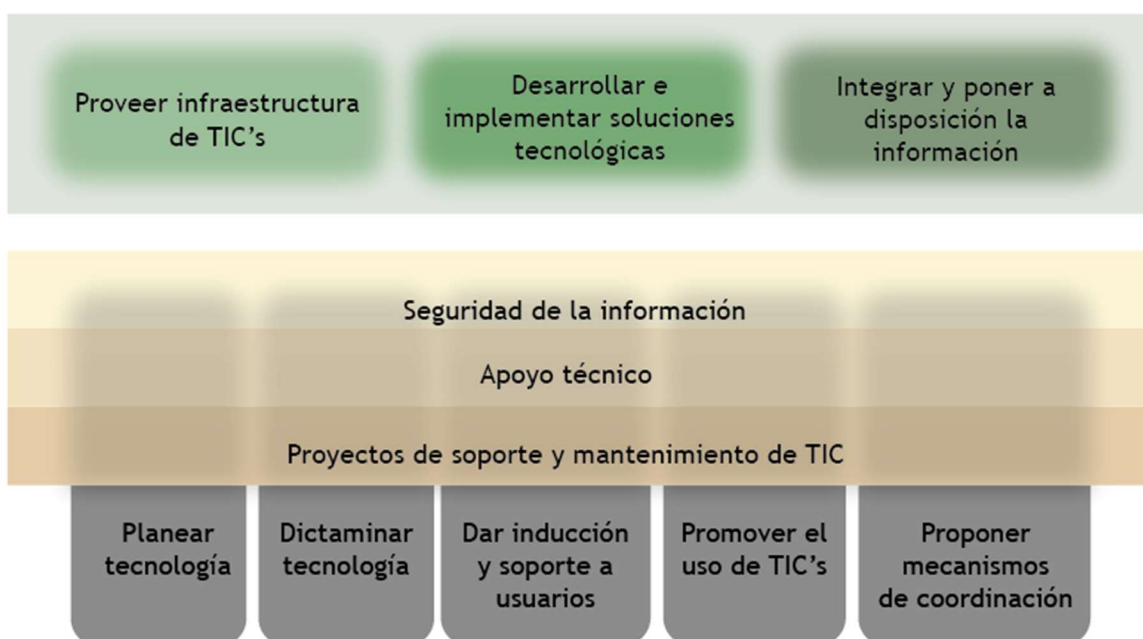 Proveer infraestructura
de TIC's
Desarrollar e
implementar soluciones
tecnológicas
Integrar y poner a
disposición la
información
Seguridad de la información
Apoyo técnico
Proyectos de soporte y mantenimiento de TIC
Planear
tecnología
Dictaminar
tecnología
Dar inducción
y soporte a
usuarios
Promover el
uso de TIC's
Proponer
mecanismos
de coordinación